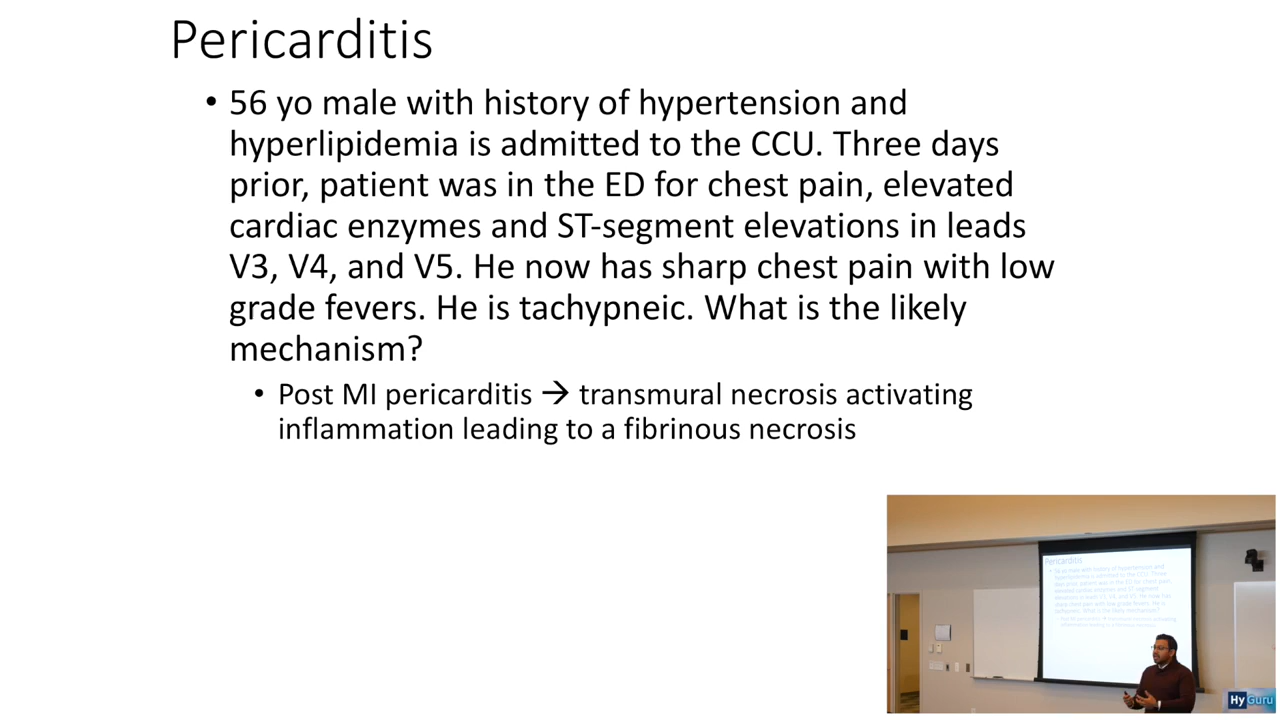 Pericarditis
• 56 yo male with history of hypertension and
hyperlipidemia is admitted to the CCU. Three days
prior, patient was in the ED for chest pain, elevated
cardiac enzymes and ST-segment elevations in leads
V3, V4, and V5. He now has sharp chest pain with low
grade fevers. He is tachypneic. What is the likely
mechanism?
• Post MI pericarditis → transmural necrosis activating
inflammation leading to a fibrinous necrosis
Pericarditis
HyGuru